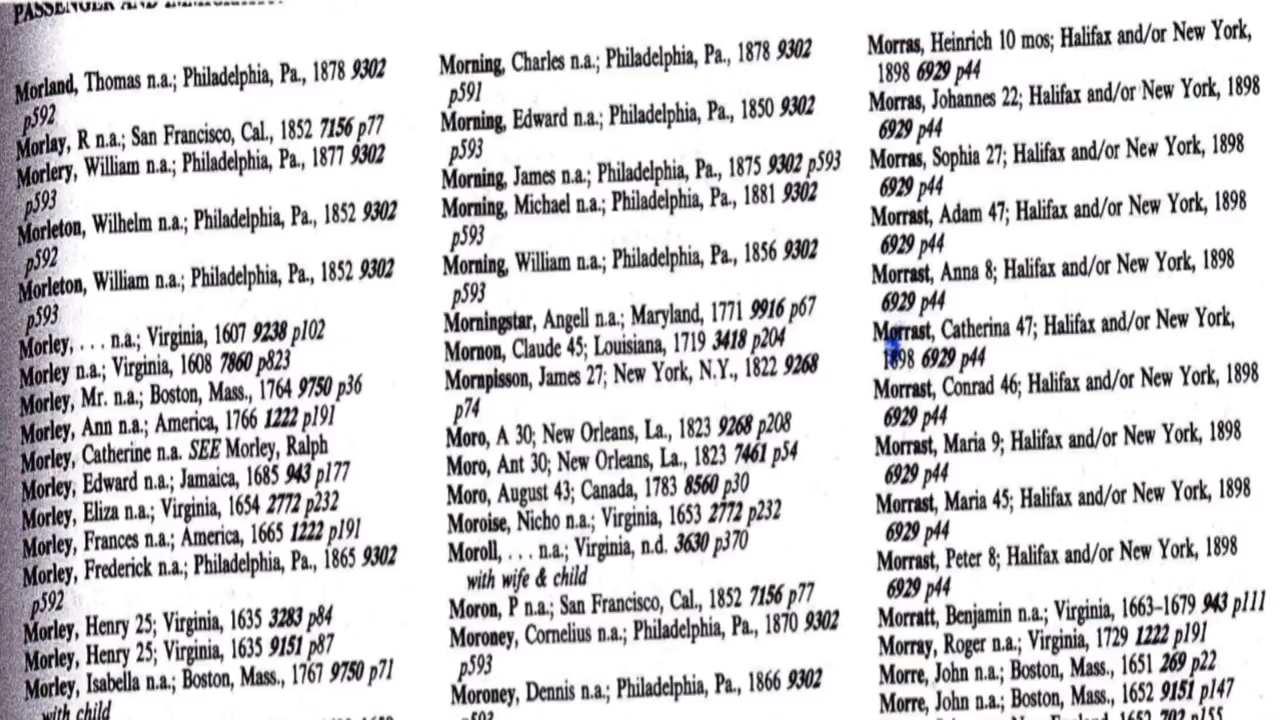 PASSENGER AND
Morland, Thomas n.a.; Philadelphia, Pa., 1878 9302
p592
Morlay, R n.a.; San Francisco, Cal., 1852 7156 p77
Morlery, William n.a.; Philadelphia, Pa., 1877 9302
p593
Morleton, Wilhelm n.a.; Philadelphia, Pa., 1852 9302
p592
Morleton, William n.a.; Philadelphia, Pa., 1852 9302
p593
Morley, . . . n.a.; Virginia, 1607 9238 p102
Morley n.a.; Virginia, 1608 7860 p823
Morley, Mr. n.a.; Boston, Mass., 1764 9750 p36
Morley, Ann n.a.; America, 1766 1222 p191
Morley, Catherine n.a. SEE Morley, Ralph
Morley, Edward n.a.; Jamaica, 1685 943 p177
Morley, Eliza n.a.; Virginia, 1654 2772 p232
Morley, Frances n.a.; America, 1665 1222 p191
Morley, Frederick n.a.; Philadelphia, Pa., 1865 9302
p592
Morley, Henry 25; Virginia, 1635 3283 p84
Morley, Henry 25; Virginia, 1635 9151 p87
Morley, Isabella n.a.; Boston, Mass., 1767 9750 p71
with child
Morning, Charles n.a.; Philadelphia, Pa., 1878 9302
p591
Morning, Edward n.a.; Philadelphia, Pa., 1850 9302
p593
Morning, James n.a.; Philadelphia, Pa., 1875 9302 p593
Morning, Michael n.a.; Philadelphia, Pa., 1881 9302
p593
Morning, William n.a.; Philadelphia, Pa., 1856 9302
p593
Morningstar, Angell n.a.; Maryland, 1771 9916 p67
Mornon, Claude 45; Louisiana, 1719 3418 p204
Mornpisson, James 27; New York, N.Y., 1822 9268
p74
Moro, A 30; New Orleans, La., 1823 9268 p208
Moro, Ant 30; New Orleans, La., 1823 7461 p54
Moro, August 43; Canada, 1783 8560 p30
Moroise, Nicho n.a.; Virginia, 1653 2772 p232
Moroll, . . . n.a.; Virginia, n.d. 3630 p370
with wife & child
Moron, P n.a.; San Francisco, Cal., 1852 7156 p77
Moroney, Cornelius n.a.; Philadelphia, Pa., 1870 9302
p593
Moroney, Dennis n.a.; Philadelphia, Pa., 1866 9302
p593
Morras, Heinrich 10 mos; Halifax and/or New York,
1898 6929 p44
Morras, Johannes 22; Halifax and/or New York, 1898
6929 p44
Morras, Sophia 27; Halifax and/or New York, 1898
6929 p44
Morrast, Adam 47; Halifax and/or New York, 1898
6929 p44
Morrast, Anna 8; Halifax and/or New York, 1898
6929 p44
Morrast, Catherina 47; Halifax and/or New York,
1898 6929 p44
Morrast, Conrad 46; Halifax and/or New York, 1898
6929 p44
Morrast, Maria 9; Halifax and/or New York, 1898
6929 p44
Morrast, Maria 45; Halifax and/or New York, 1898
6929 p44
Morrast, Peter 8; Halifax and/or New York, 1898
6929 p44
Morratt, Benjamin n.a.; Virginia, 1663–1679 943 p111
Morray, Roger n.a.; Virginia, 1729 1222 p191
Morre, John n.a.; Boston, Mass., 1651 269 p22
Morre, John n.a.; Boston, Mass., 1652 9151 p147
1652 702 p155